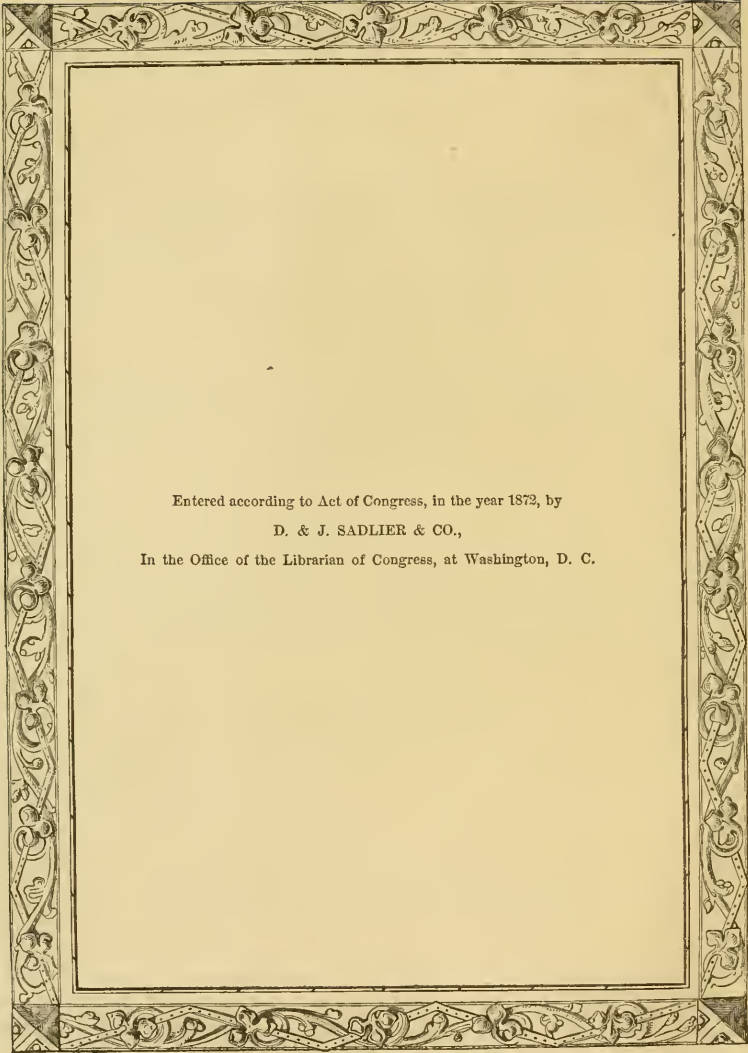 Entered according to Act of Congress, in the year 1872, by
D. & J. SADLIER & CO.,
In the Office of the Librarian of Congress, at Washington, D. C.